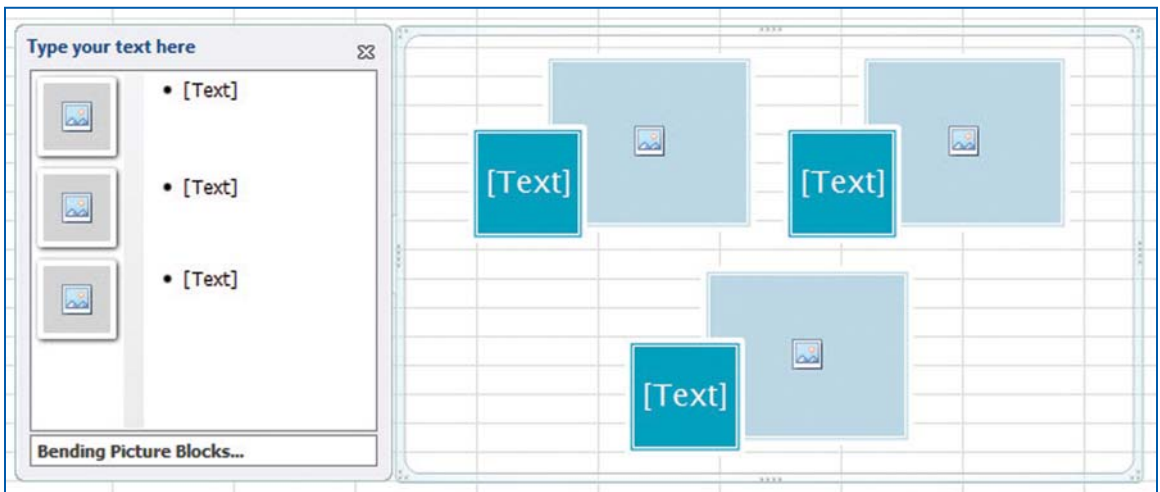 Type your text here
• [Text]
• [Text]
• [Text]
Bending Picture Blocks...
[Text]
[Text]
[Text]